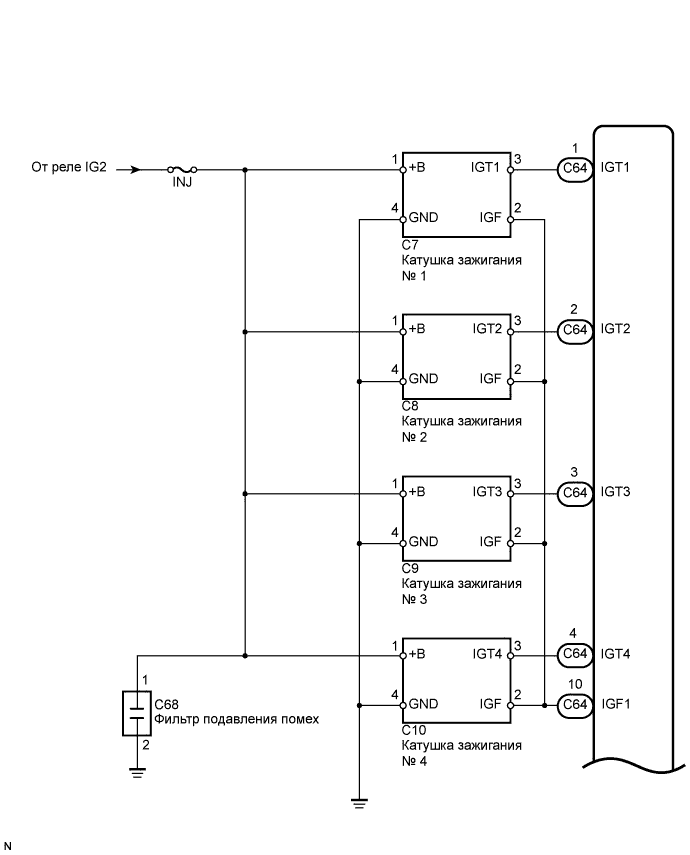 От реле IG2
INJ
1
+B
IGT1
3
1
C64
IGT1
4
GND
IGF
2
C7
Катушка зажигания
№ 1
1
+B
IGT2
3
2
C64
IGT2
4
GND
IGF
2
C8
Катушка зажигания
№ 2
1
+B
IGT3
3
3
C64
IGT3
4
GND
IGF
2
C9
Катушка зажигания
№ 3
1
+B
IGT4
3
4
C64
IGT4
4
GND
IGF
2
10
C64
IGF1
C10
Катушка зажигания
№ 4
1
C68
Фильтр подавления помех
2
N